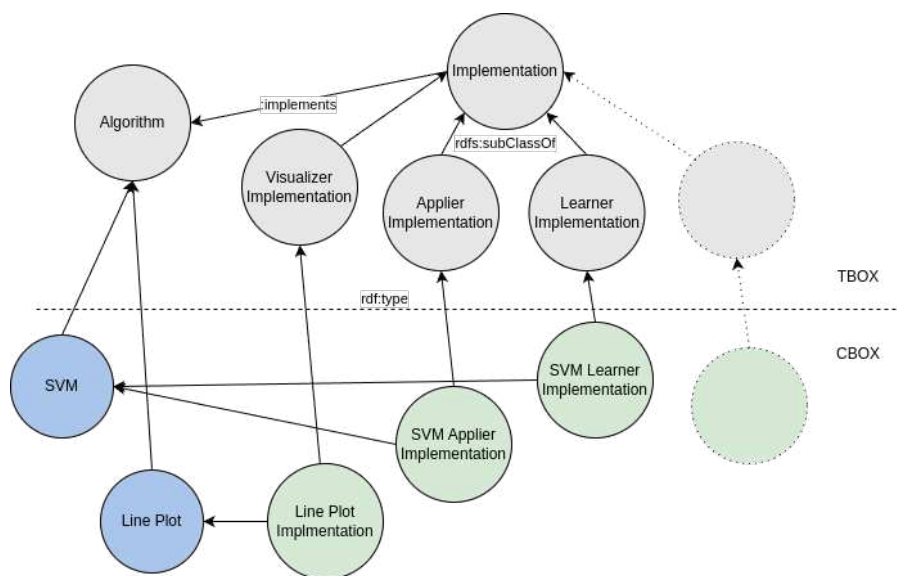 Implementation
:implements
Algorithm
rdfs:subClassOf
Visualizer
Implementation
Applier
Implementation
Learner
Implementation
TBOX
rdf:type
CBOX
SVM
SVM Learner
Implementation
SVM Applier
Implementation
Line Plot
Line Plot
Implmentation